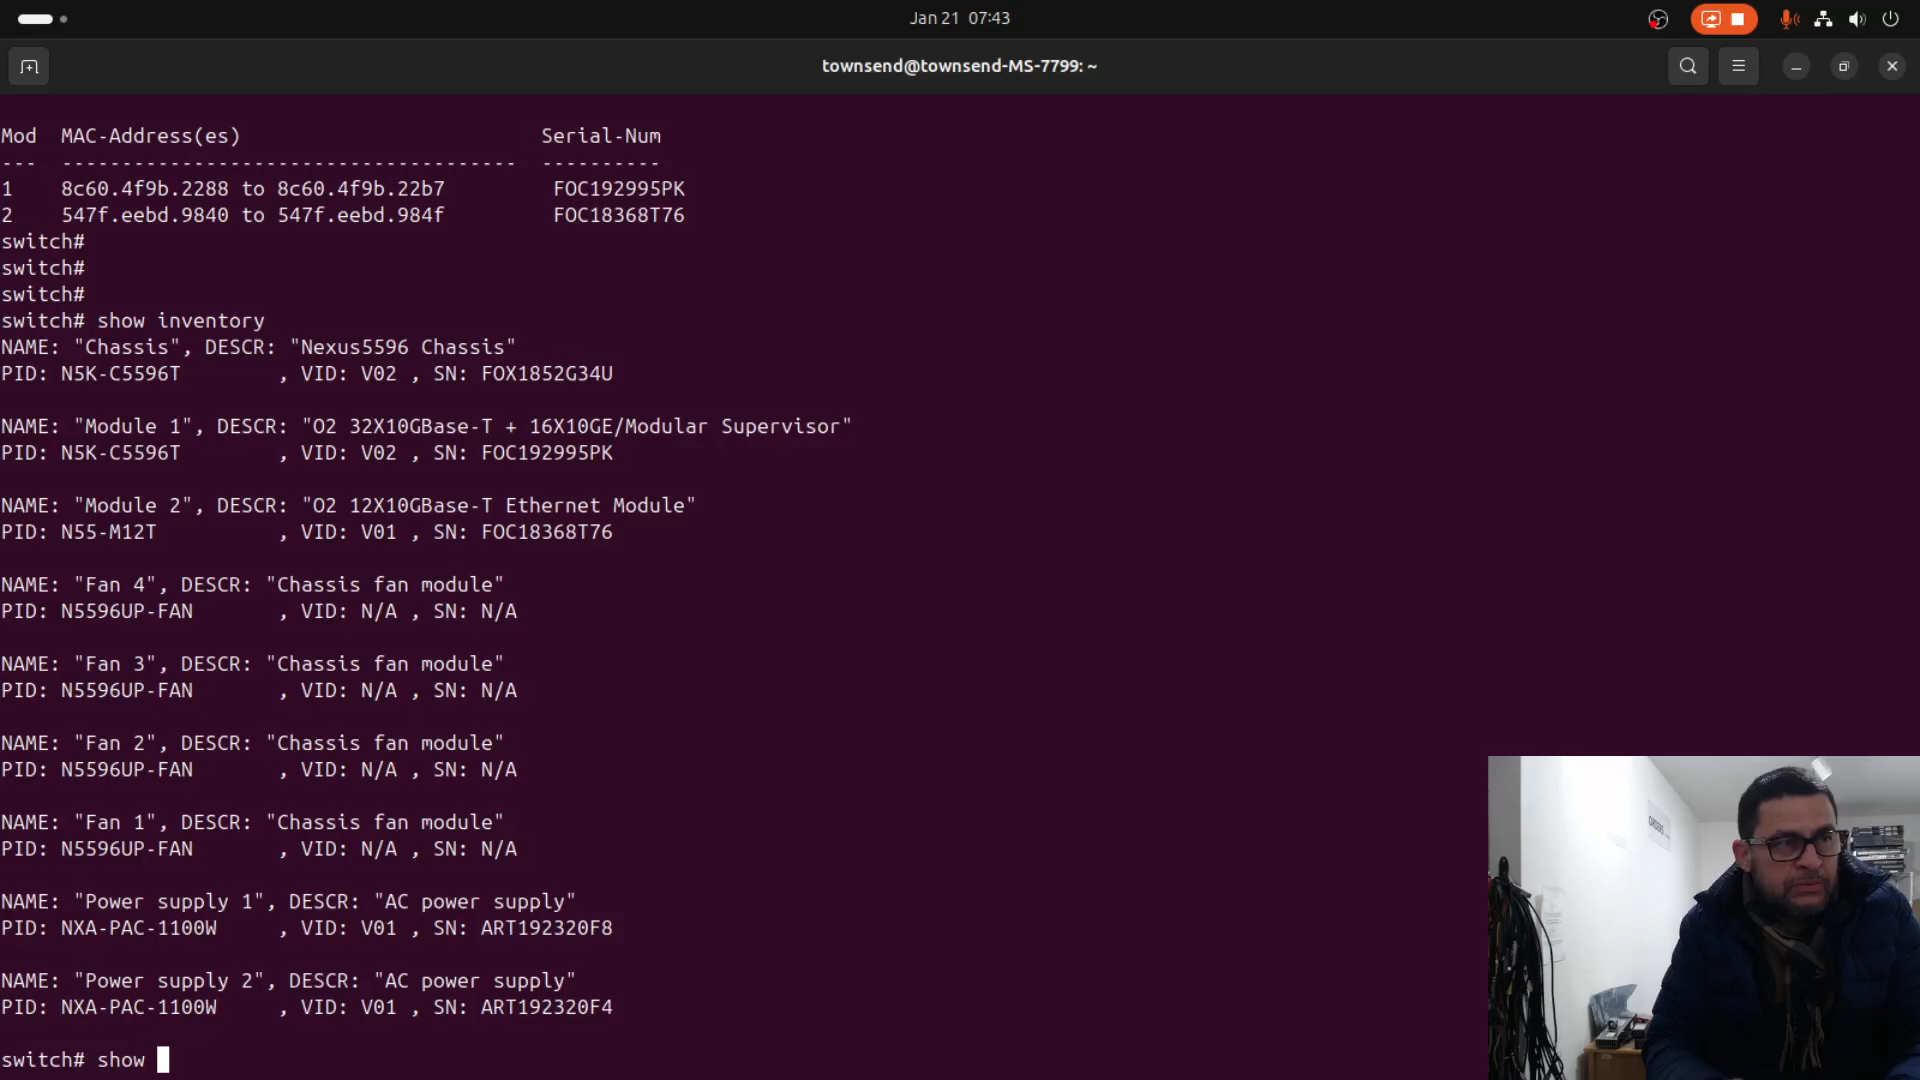 Jan 21 07:43
townsend@townsend-MS-7799: ~
Mod  MAC-Address(es)                         Serial-Num
---  --------------------------------------  ----------
1    8c60.4f9b.2288 to 8c60.4f9b.22b7         FOC192995PK
2    547f.eebd.9840 to 547f.eebd.984f         FOC18368T76
switch#
switch#
switch#
switch# show inventory
NAME: "Chassis", DESCR: "Nexus5596 Chassis"
PID: N5K-C5596T        , VID: V02 , SN: FOX1852G34U
NAME: "Module 1", DESCR: "O2 32X10GBase-T + 16X10GE/Modular Supervisor"
PID: N5K-C5596T        , VID: V02 , SN: FOC192995PK
NAME: "Module 2", DESCR: "O2 12X10GBase-T Ethernet Module"
PID: N55-M12T          , VID: V01 , SN: FOC18368T76
NAME: "Fan 4", DESCR: "Chassis fan module"
PID: N5596UP-FAN       , VID: N/A , SN: N/A
NAME: "Fan 3", DESCR: "Chassis fan module"
PID: N5596UP-FAN       , VID: N/A , SN: N/A
NAME: "Fan 2", DESCR: "Chassis fan module"
PID: N5596UP-FAN       , VID: N/A , SN: N/A
NAME: "Fan 1", DESCR: "Chassis fan module"
PID: N5596UP-FAN       , VID: N/A , SN: N/A
NAME: "Power supply 1", DESCR: "AC power supply"
PID: NXA-PAC-1100W     , VID: V01 , SN: ART192320F8
NAME: "Power supply 2", DESCR: "AC power supply"
PID: NXA-PAC-1100W     , VID: V01 , SN: ART192320F4
switch# show
ORDERS